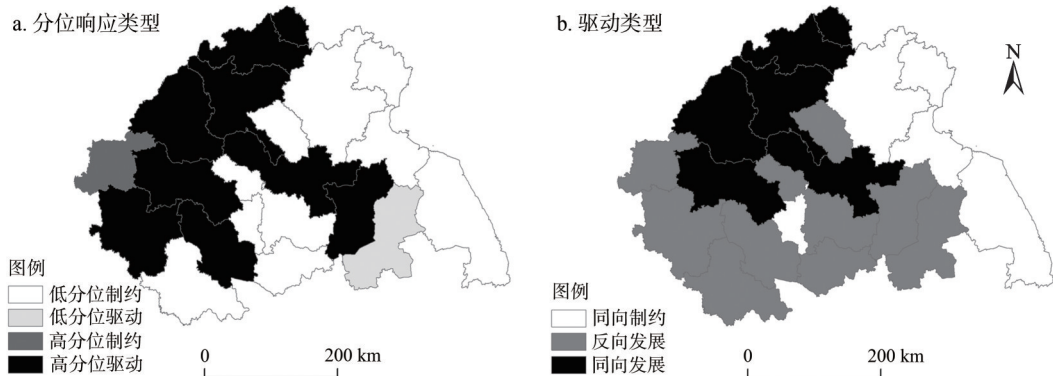 a. 分位响应类型
图例
低分位制约
低分位驱动
高分位制约
高分位驱动
0 200 km
b. 驱动类型
N
图例
同向制约
反向发展
同向发展
0 200 km